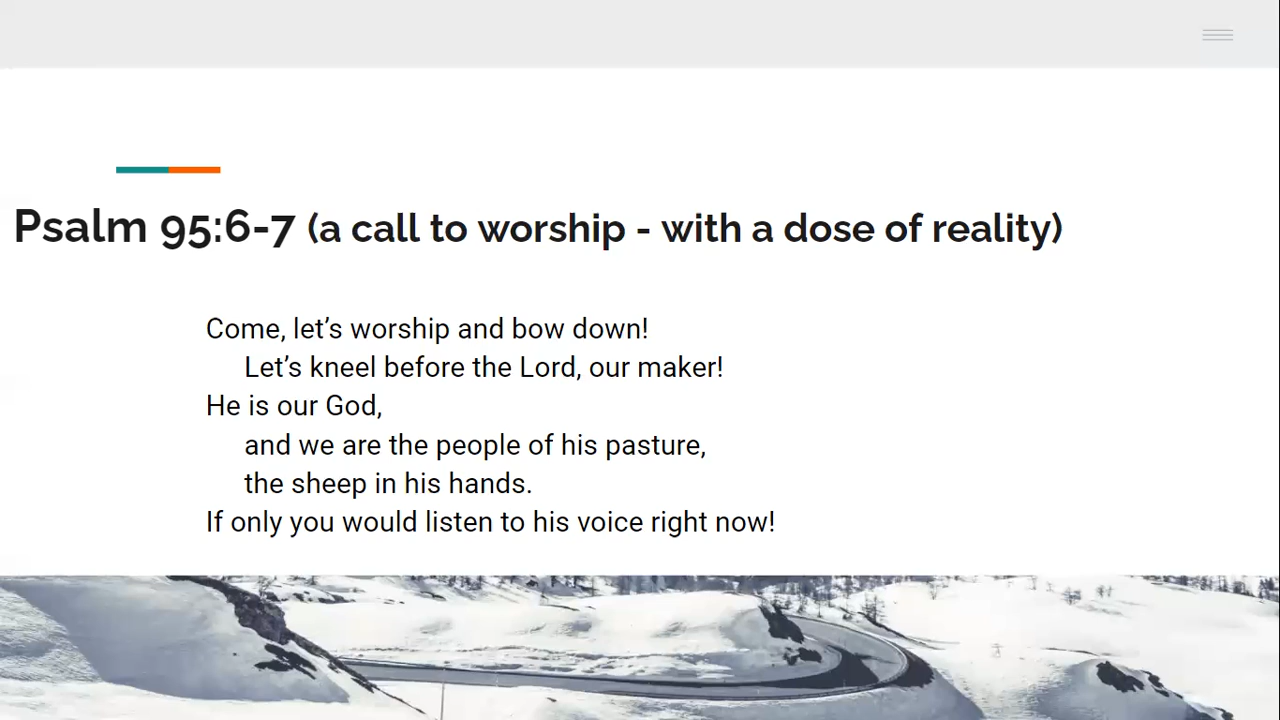 Psalm 95:6-7 (a call to worship - with a dose of reality)
Come, let’s worship and bow down!
Let’s kneel before the Lord, our maker!
He is our God,
and we are the people of his pasture,
the sheep in his hands.
If only you would listen to his voice right now!